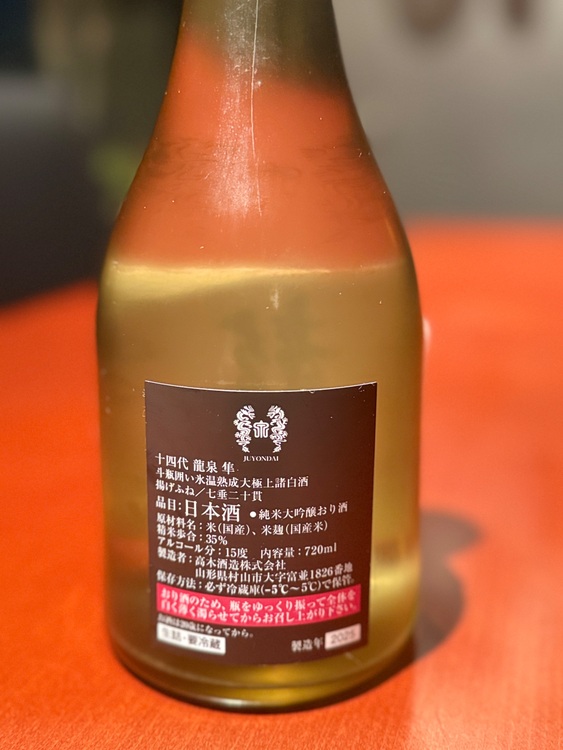 JUYONDAI
十四代 龍泉 隼
斗瓶囲い氷温熟成大極上諸白酒
揚げふね／七垂二十貫
品目：日本酒 ●純米大吟醸おり酒
原材料名：米(国産)、米麹(国産米)
精米歩合：35%
アルコール分：15度 内容量：720ml
製造者：高木酒造株式会社
山形県村山市大字富並1826番地
保存方法：必ず冷蔵庫(−5℃〜5℃)で保管。
おり酒のため、瓶をゆっくり振って全体を
白く薄く濁らせてからお召し上がり下さい。
お酒は20歳になってから。
生詰・要冷蔵 製造年 2025